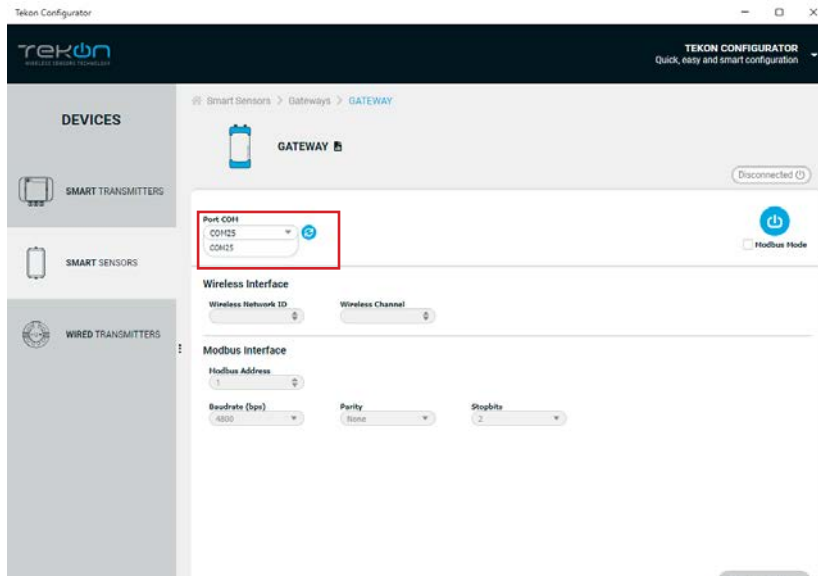 Tekon Configurator
TEKON
WIRELESS SENSORS TECHNOLOGY
TEKON CONFIGURATOR
Quick, easy and smart configuration
DEVICES
SMART TRANSMITTERS
SMART SENSORS
WIRED TRANSMITTERS
Smart Sensors > Gateways > GATEWAY
GATEWAY
Disconnected
Port COM
COM25
COM25
Modbus Mode
Wireless Interface
Wireless Network ID Wireless Channel
Modbus Interface
Modbus Address
1
Baudrate (bps) Parity Stopbits
4800 None 2